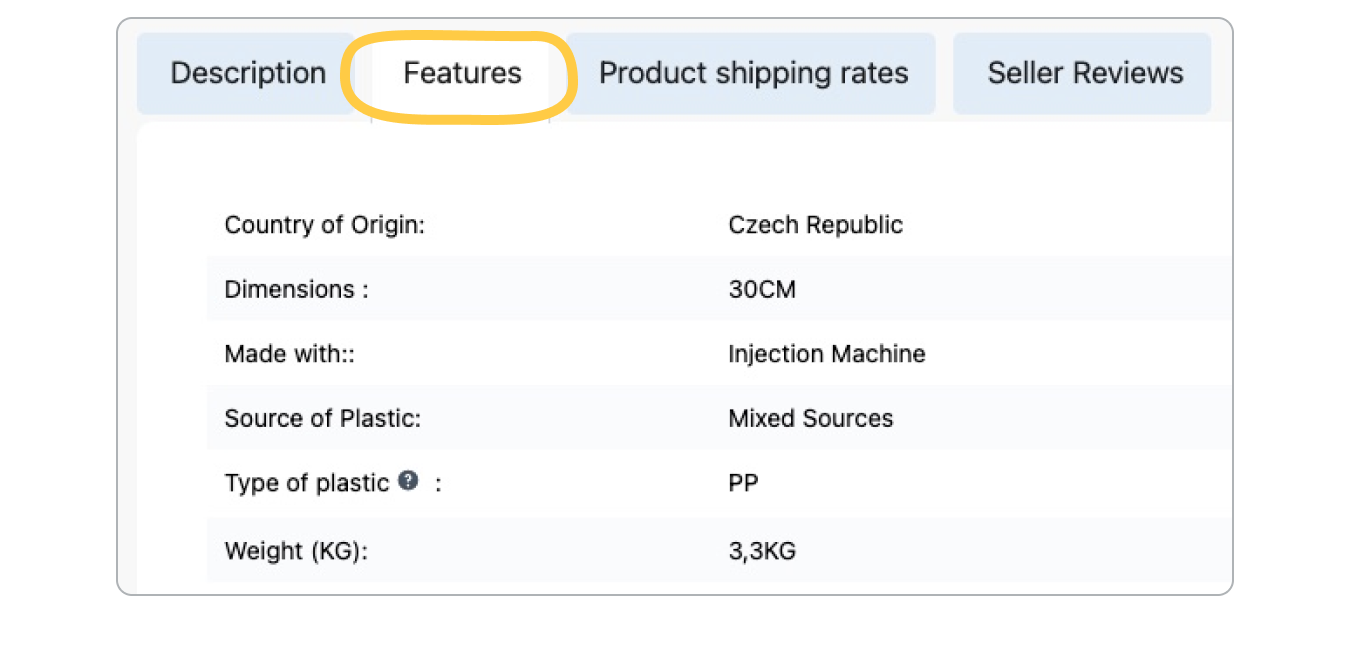 Description Features Product shipping rates Seller Reviews
Country of Origin: Czech Republic
Dimensions : 30CM
Made with:: Injection Machine
Source of Plastic: Mixed Sources
Type of plastic ? : PP
Weight (KG): 3,3KG